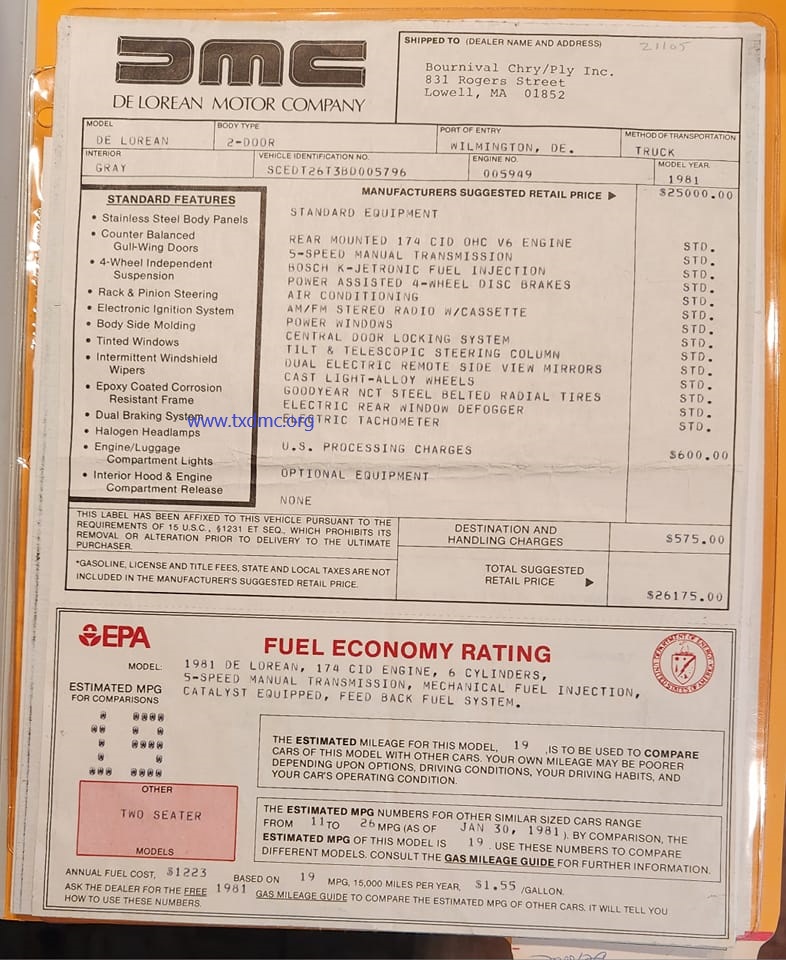 DMC
DE LOREAN MOTOR COMPANY
SHIPPED TO (DEALER NAME AND ADDRESS)
21105
Bournival Chry/Ply Inc.
831 Rogers Street
Lowell, MA 01852
MODEL
DE LOREAN
BODY TYPE
2-DOOR
PORT OF ENTRY
WILMINGTON, DE.
METHOD OF TRANSPORTATION
TRUCK
INTERIOR
GRAY
VEHICLE IDENTIFICATION NO.
SCEDT26T3BD005796
ENGINE NO.
005949
MODEL YEAR
1981
MANUFACTURERS SUGGESTED RETAIL PRICE ▶ $25000.00
STANDARD FEATURES
• Stainless Steel Body Panels
• Counter Balanced
Gull-Wing Doors
• 4-Wheel Independent
Suspension
• Rack & Pinion Steering
• Electronic Ignition System
• Body Side Molding
• Tinted Windows
• Intermittent Windshield
Wipers
• Epoxy Coated Corrosion
Resistant Frame
• Dual Braking System
• Halogen Headlamps
• Engine/Luggage
Compartment Lights
• Interior Hood & Engine
Compartment Release
STANDARD EQUIPMENT
REAR MOUNTED 174 CID OHC V6 ENGINE STD.
5-SPEED MANUAL TRANSMISSION STD.
BOSCH K-JETRONIC FUEL INJECTION STD.
POWER ASSISTED 4-WHEEL DISC BRAKES STD.
AIR CONDITIONING STD.
AM/FM STEREO RADIO W/CASSETTE STD.
POWER WINDOWS STD.
CENTRAL DOOR LOCKING SYSTEM STD.
TILT & TELESCOPIC STEERING COLUMN STD.
DUAL ELECTRIC REMOTE SIDE VIEW MIRRORS STD.
CAST LIGHT-ALLOY WHEELS STD.
GOODYEAR NCT STEEL BELTED RADIAL TIRES STD.
ELECTRIC REAR WINDOW DEFOGGER STD.
ELECTRIC TACHOMETER STD.
www.txdmc.org
U.S. PROCESSING CHARGES $600.00
OPTIONAL EQUIPMENT
NONE
THIS LABEL HAS BEEN AFFIXED TO THIS VEHICLE PURSUANT TO THE
REQUIREMENTS OF 15 U.S.C., §1231 ET SEQ., WHICH PROHIBITS ITS
REMOVAL OR ALTERATION PRIOR TO DELIVERY TO THE ULTIMATE
PURCHASER.
DESTINATION AND
HANDLING CHARGES
$575.00
*GASOLINE, LICENSE AND TITLE FEES, STATE AND LOCAL TAXES ARE NOT
INCLUDED IN THE MANUFACTURER'S SUGGESTED RETAIL PRICE.
TOTAL SUGGESTED
RETAIL PRICE ▶
$26175.00
EPA
FUEL ECONOMY RATING
DEPARTMENT OF ENERGY
UNITED STATES OF AMERICA
MODEL:
1981 DE LOREAN, 174 CID ENGINE, 6 CYLINDERS,
5-SPEED MANUAL TRANSMISSION, MECHANICAL FUEL INJECTION,
CATALYST EQUIPPED, FEED BACK FUEL SYSTEM.
ESTIMATED MPG
FOR COMPARISONS
19
OTHER
TWO SEATER
MODELS
THE ESTIMATED MILEAGE FOR THIS MODEL, 19 ,IS TO BE USED TO COMPARE
CARS OF THIS MODEL WITH OTHER CARS. YOUR OWN MILEAGE MAY BE POORER
DEPENDING UPON OPTIONS, DRIVING CONDITIONS, YOUR DRIVING HABITS, AND
YOUR CAR'S OPERATING CONDITION.
THE ESTIMATED MPG NUMBERS FOR OTHER SIMILAR SIZED CARS RANGE
FROM 11 TO 26 MPG (AS OF JAN 30, 1981 ). BY COMPARISON, THE
ESTIMATED MPG OF THIS MODEL IS 19 . USE THESE NUMBERS TO COMPARE
DIFFERENT MODELS. CONSULT THE GAS MILEAGE GUIDE FOR FURTHER INFORMATION.
ANNUAL FUEL COST, $1223 BASED ON 19 MPG, 15,000 MILES PER YEAR, $1.55 /GALLON.
ASK THE DEALER FOR THE FREE 1981 GAS MILEAGE GUIDE TO COMPARE THE ESTIMATED MPG OF OTHER CARS. IT WILL TELL YOU
HOW TO USE THESE NUMBERS.